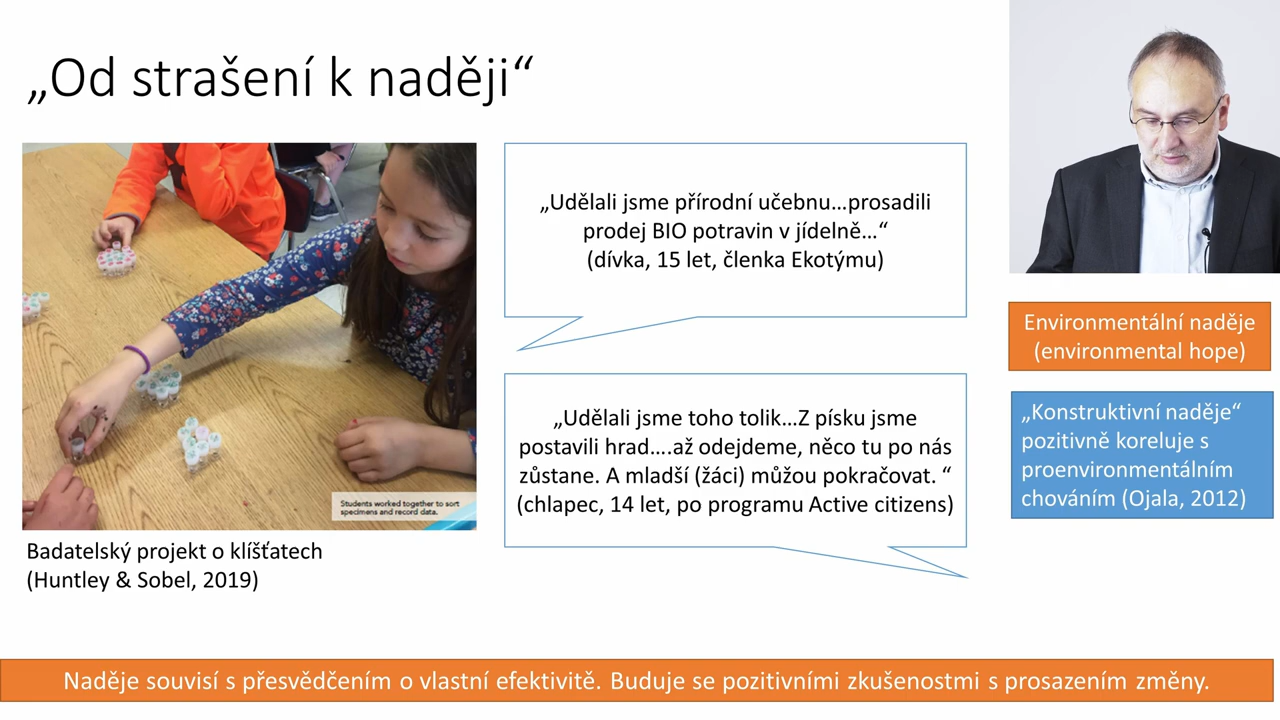 „Od strašení k naději“
Students worked together to sort
specimens and record data.
Badatelský projekt o klíšťatech
(Huntley & Sobel, 2019)
„Udělali jsme přírodní učebnu…prosadili
prodej BIO potravin v jídelně…“
(dívka, 15 let, členka Ekotýmu)
„Udělali jsme toho tolik…Z písku jsme
postavili hrad….až odejdeme, něco tu po nás
zůstane. A mladší (žáci) můžou pokračovat. “
(chlapec, 14 let, po programu Active citizens)
Environmentální naděje
(environmental hope)
„Konstruktivní naděje“
pozitivně koreluje s
proenvironmentálním
chováním (Ojala, 2012)
Naděje souvisí s přesvědčením o vlastní efektivitě. Buduje se pozitivními zkušenostmi s prosazením změny.